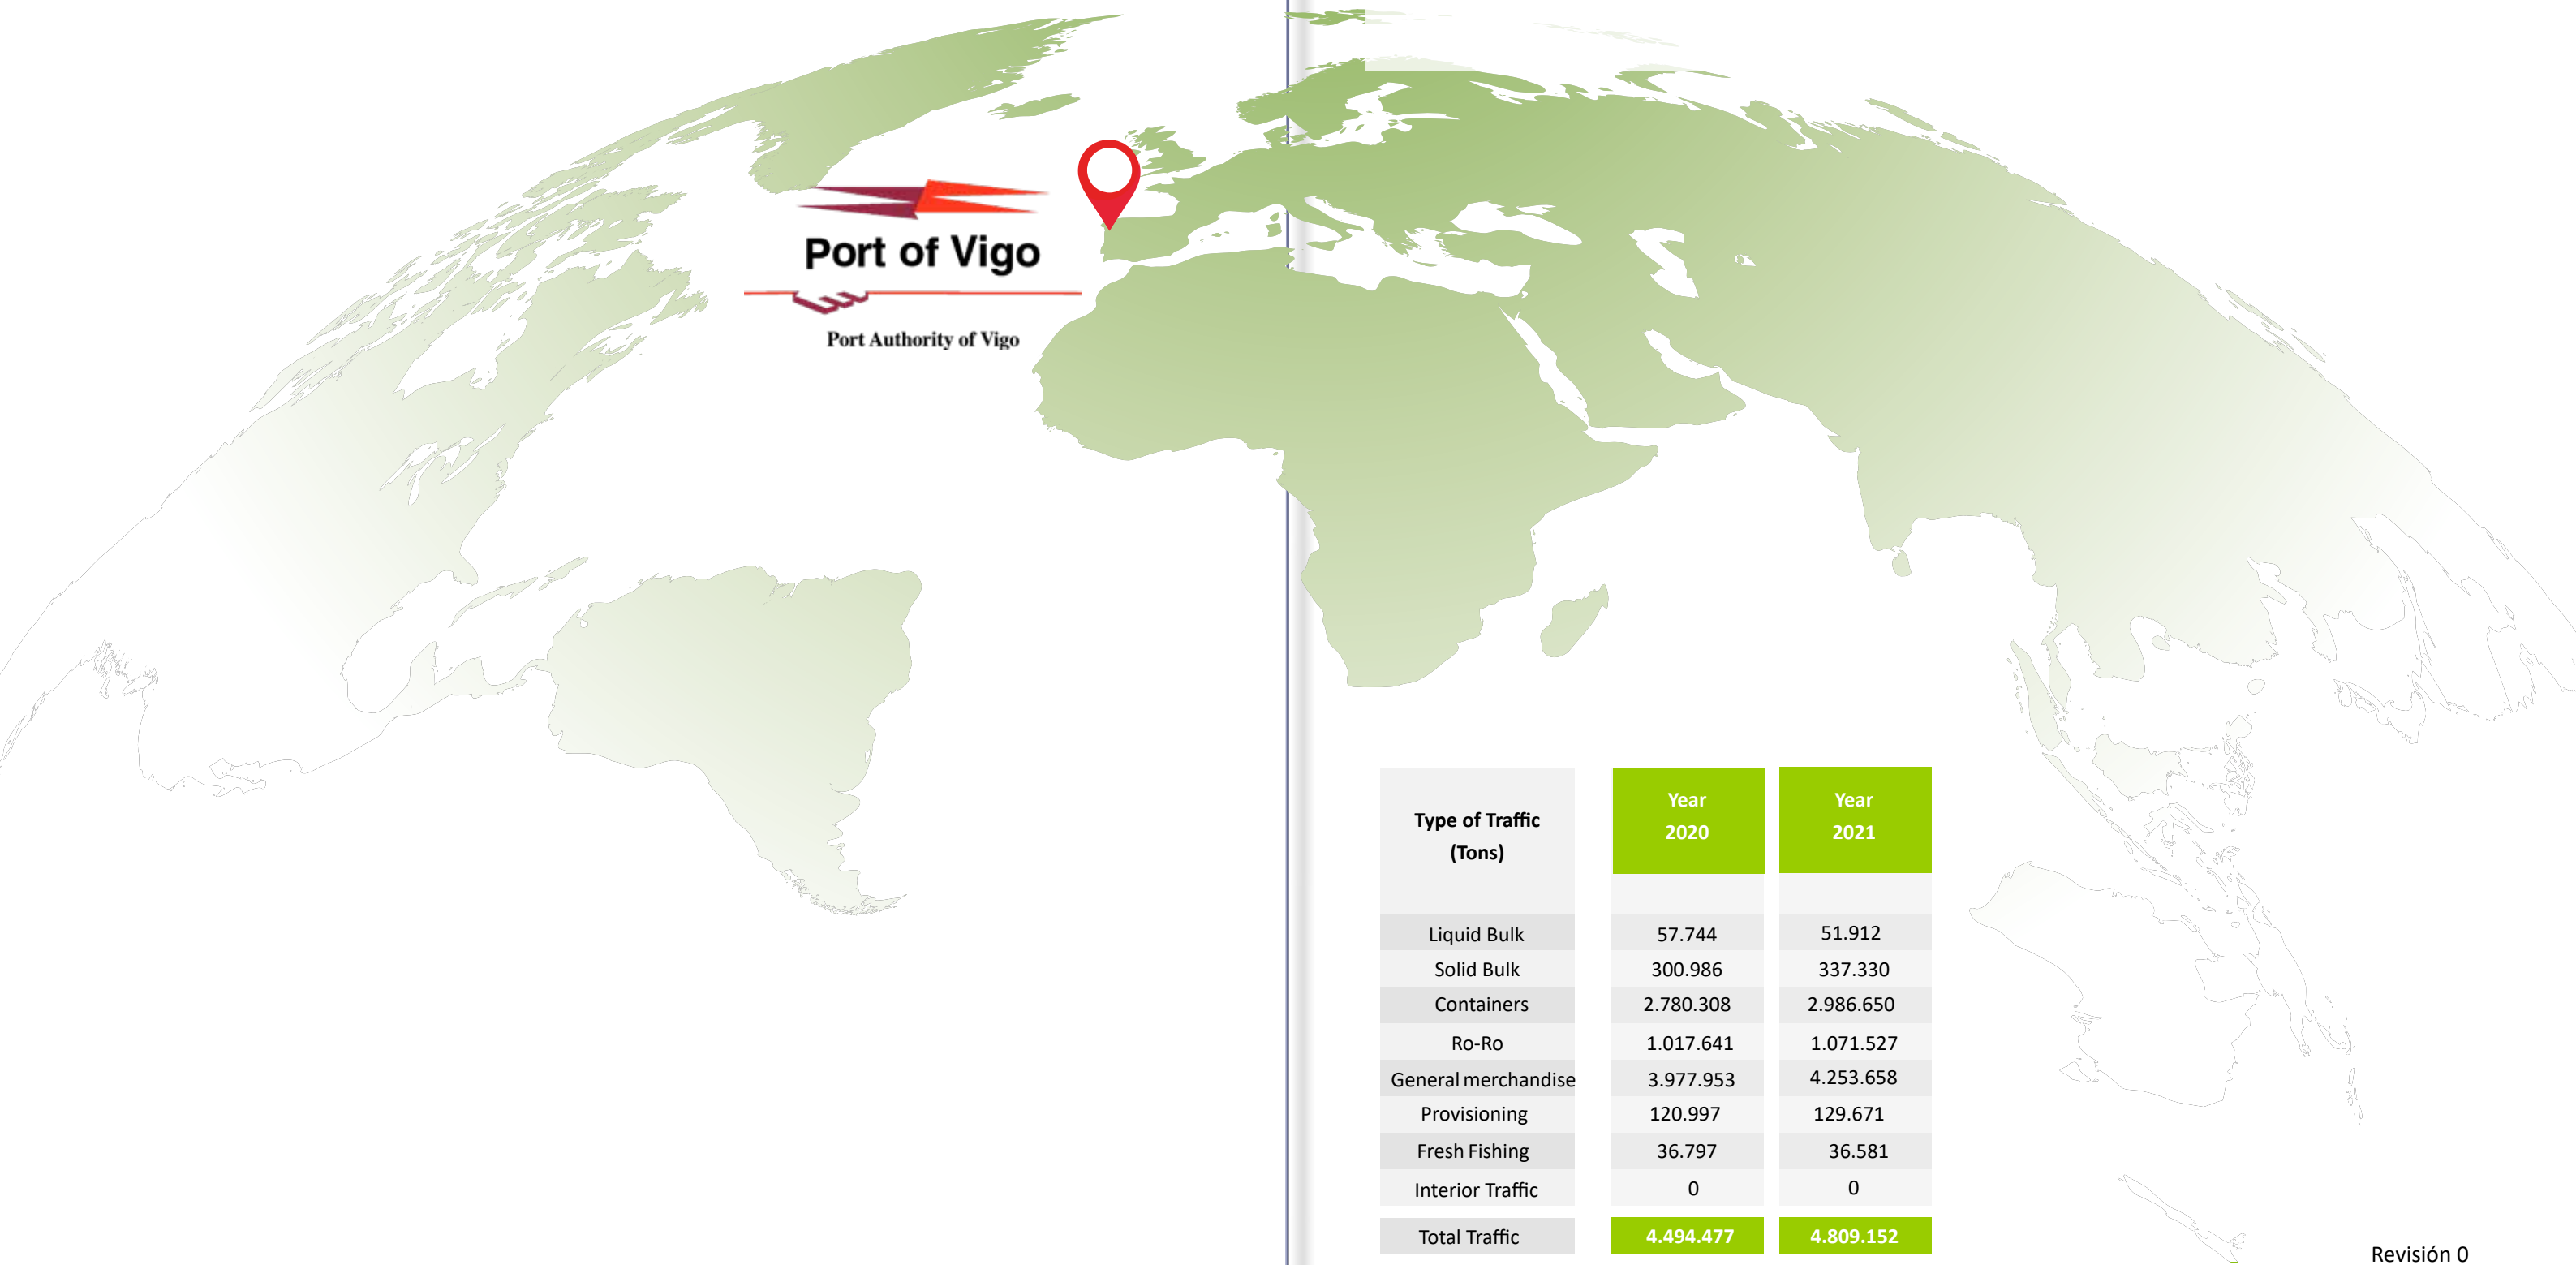 Port of Vigo
Port Authority of Vigo
Type of Traffic
(Tons)
Year
2020
Year
2021
Liquid Bulk 57.744 51.912
Solid Bulk 300.986 337.330
Containers 2.780.308 2.986.650
Ro-Ro 1.017.641 1.071.527
General merchandise 3.977.953 4.253.658
Provisioning 120.997 129.671
Fresh Fishing 36.797 36.581
Interior Traffic 0 0
Total Traffic 4.494.477 4.809.152
Revisión 0